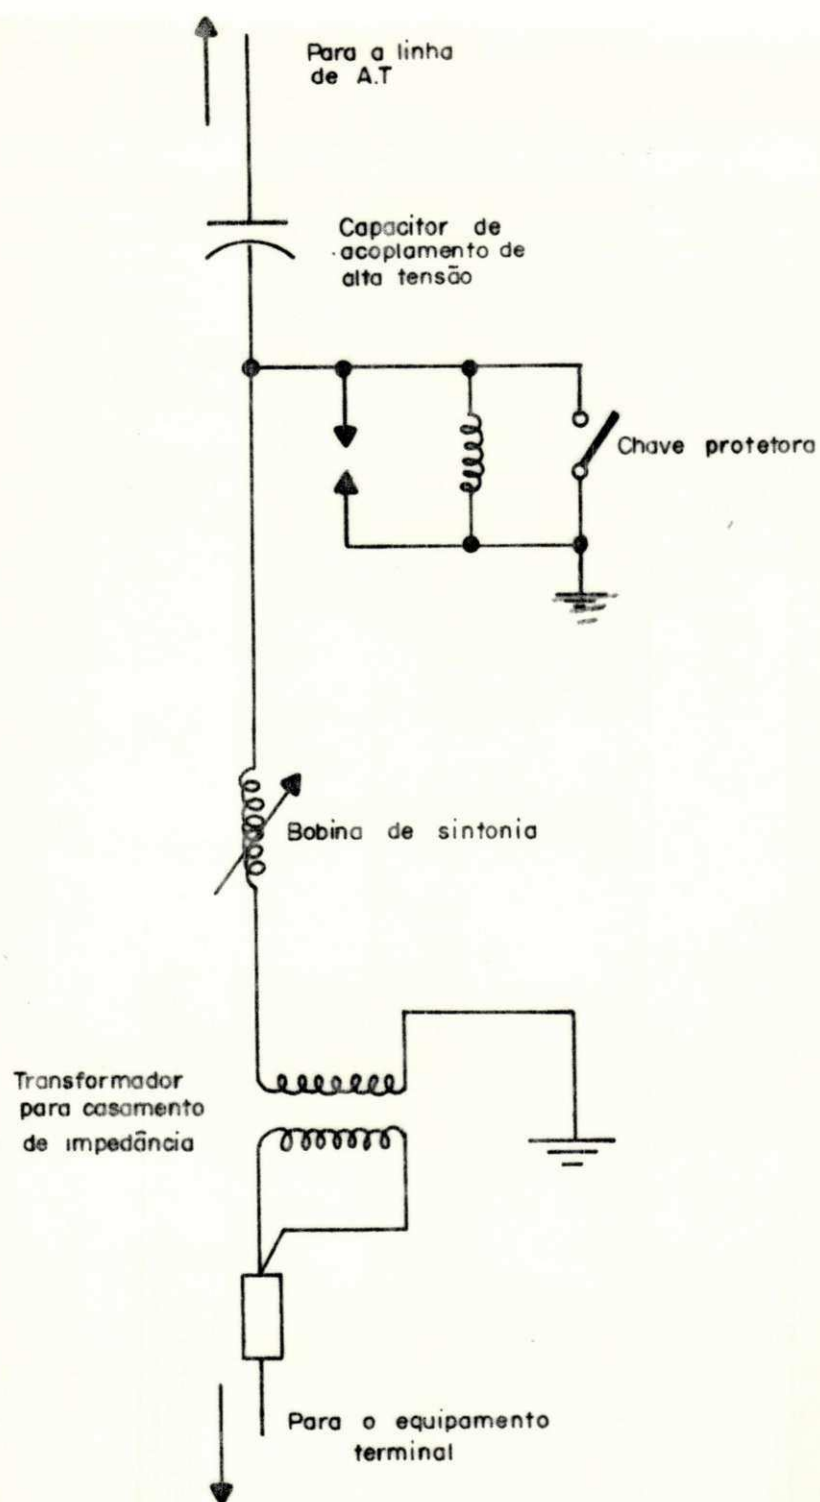 Para a linha
de A.T
Capacitor de
acoplamento de
alta tensão
Chave protetora
Bobina de sintonia
Transformador
para casamento
de impedância
Para o equipamento
terminal